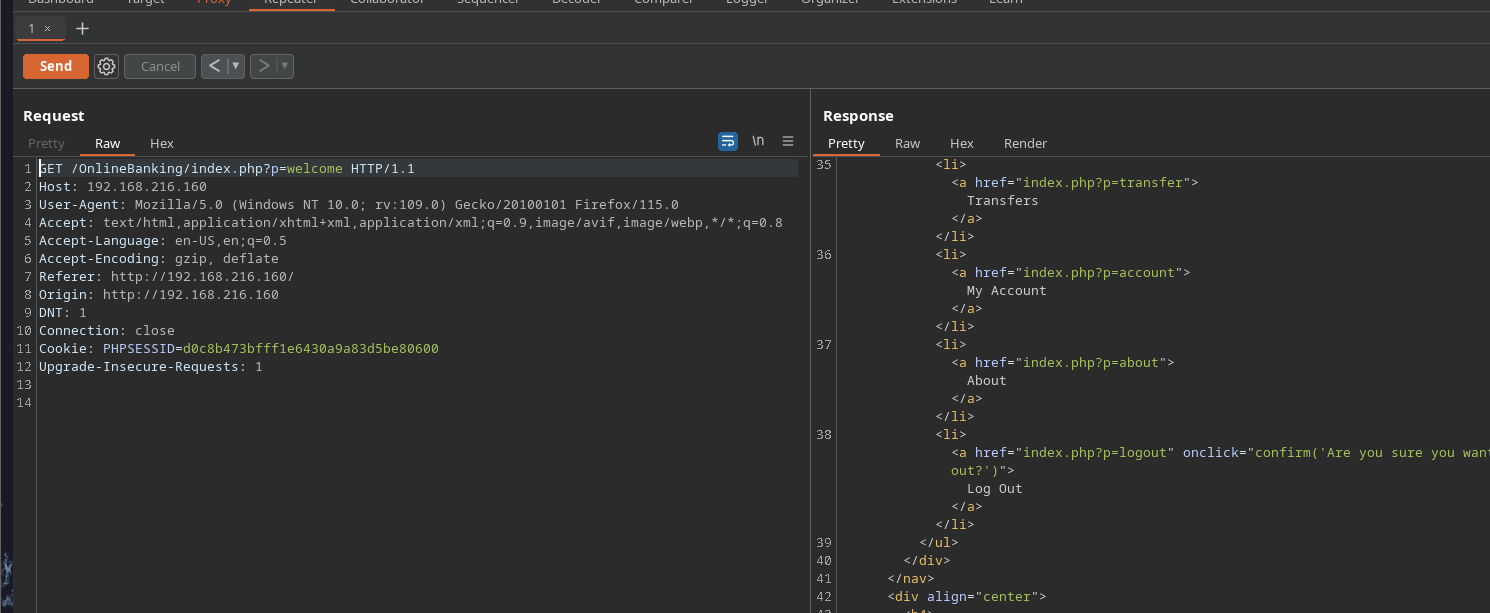 Dashboard Target Proxy Repeater Collaborator Sequencer Decoder Comparer Logger Organizer Extensions Learn
1 × +
Send Cancel < ▼ > ▼
Request
Pretty Raw Hex \n
1 GET /OnlineBanking/index.php?p=welcome HTTP/1.1
2 Host: 192.168.216.160
3 User-Agent: Mozilla/5.0 (Windows NT 10.0; rv:109.0) Gecko/20100101 Firefox/115.0
4 Accept: text/html,application/xhtml+xml,application/xml;q=0.9,image/avif,image/webp,*/*;q=0.8
5 Accept-Language: en-US,en;q=0.5
6 Accept-Encoding: gzip, deflate
7 Referer: http://192.168.216.160/
8 Origin: http://192.168.216.160
9 DNT: 1
10 Connection: close
11 Cookie: PHPSESSID=d0c8b473bfff1e6430a9a83d5be80600
12 Upgrade-Insecure-Requests: 1
13
14
Response
Pretty Raw Hex Render
35 <li>
<a href="index.php?p=transfer">
Transfers
</a>
</li>
36 <li>
<a href="index.php?p=account">
My Account
</a>
</li>
37 <li>
<a href="index.php?p=about">
About
</a>
</li>
38 <li>
<a href="index.php?p=logout" onclick="confirm('Are you sure you want
out?')">
Log Out
</a>
</li>
39 </ul>
40 </div>
41 </nav>
42 <div align="center">